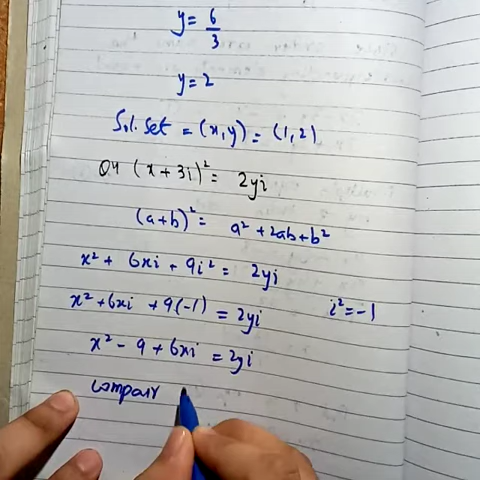 y = 6/3
y = 2
Sol. Set = (x, y) = (1, 2)
Q4 (x + 3i)² = 2yi
(a+b)² = a² + 2ab + b²
x² + 6xi + 9i² = 2yi
x² + 6xi + 9(-1) = 2yi i² = -1
x² - 9 + 6xi = 2yi
compair